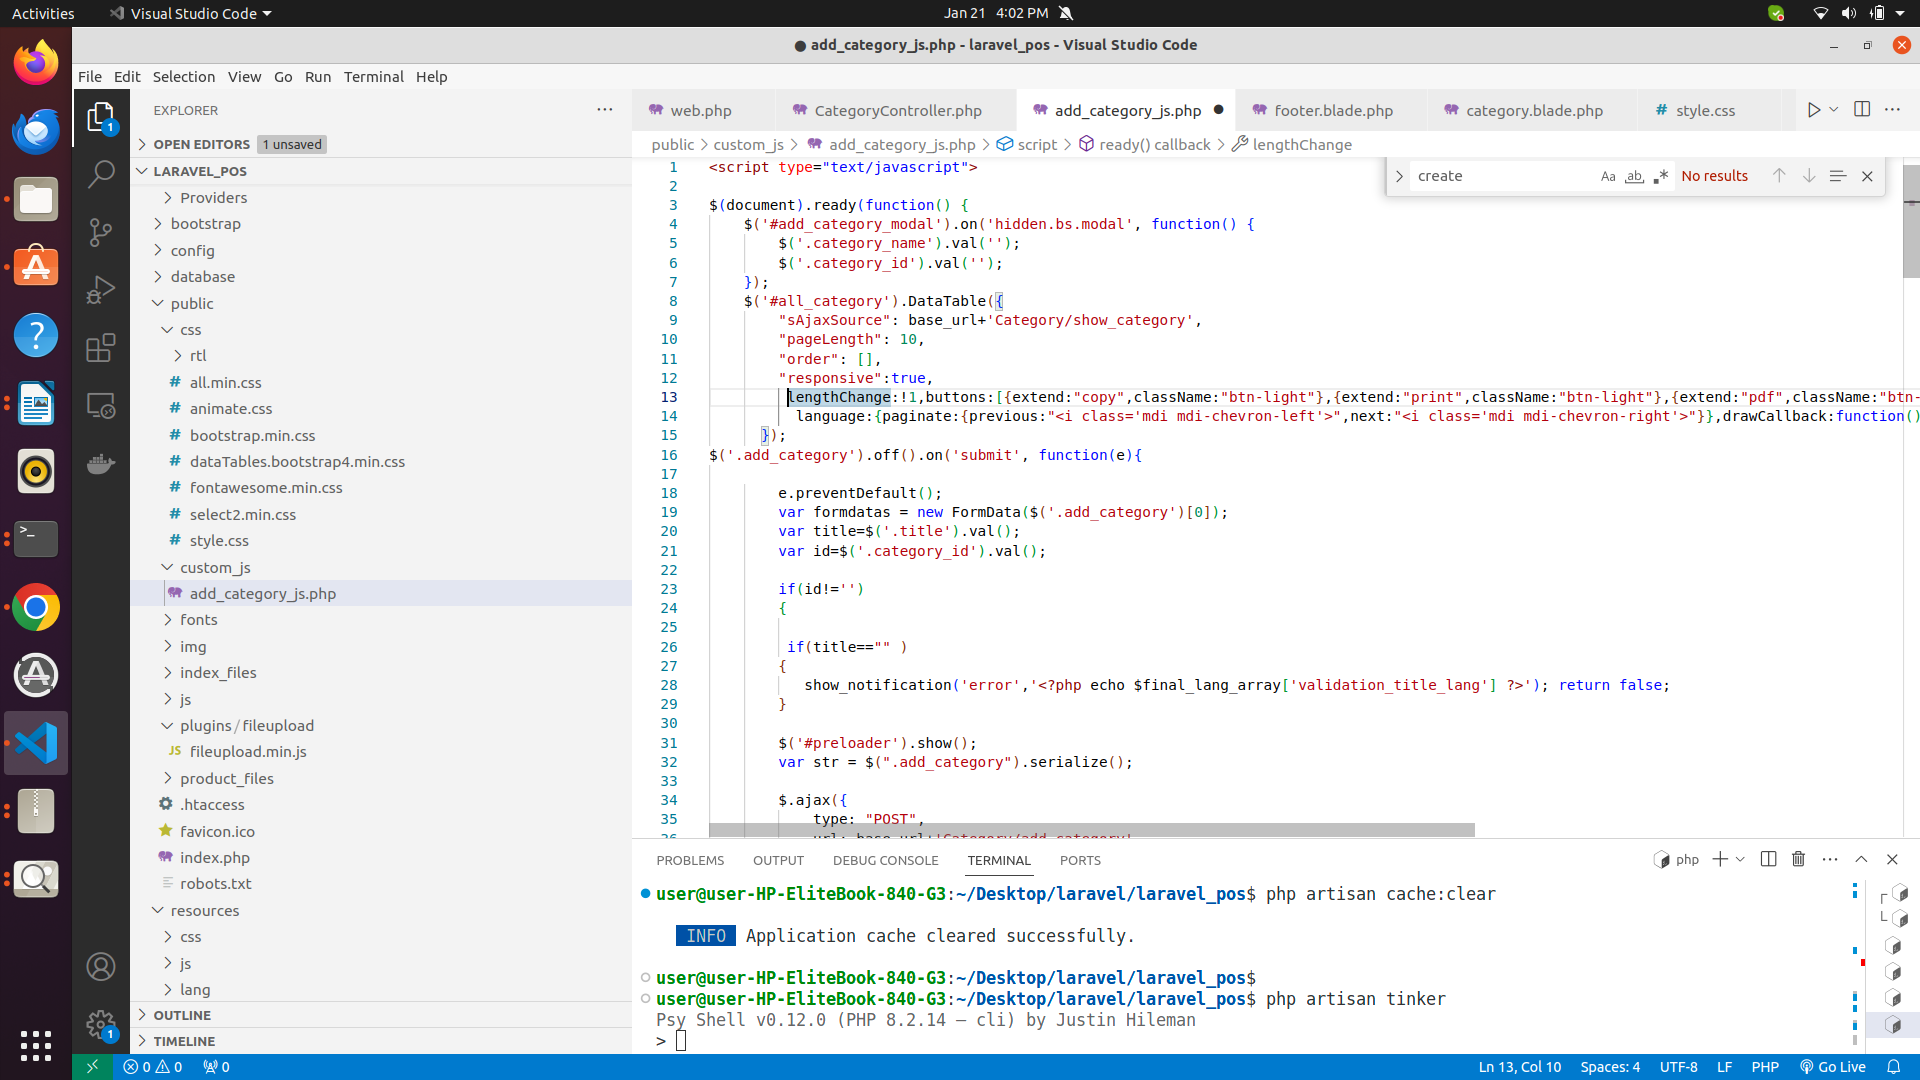 Activities
Visual Studio Code
Jan 21 4:02 PM
● add_category_js.php - laravel_pos - Visual Studio Code
File Edit Selection View Go Run Terminal Help
EXPLORER
OPEN EDITORS 1 unsaved
LARAVEL_POS
Providers
bootstrap
config
database
public
css
rtl
# all.min.css
# animate.css
# bootstrap.min.css
# dataTables.bootstrap4.min.css
# fontawesome.min.css
# select2.min.css
# style.css
custom_js
add_category_js.php
fonts
img
index_files
js
plugins / fileupload
JS fileupload.min.js
product_files
.htaccess
favicon.ico
index.php
robots.txt
resources
css
js
lang
OUTLINE
TIMELINE
1
1
web.php CategoryController.php add_category_js.php footer.blade.php category.blade.php # style.css
public > custom_js > add_category_js.php > script > ready() callback > lengthChange
create Aa ab .* No results
1 <script type="text/javascript">
2
3 $(document).ready(function() {
4 $('#add_category_modal').on('hidden.bs.modal', function() {
5 $('.category_name').val('');
6 $('.category_id').val('');
7 });
8 $('#all_category').DataTable({
9 "sAjaxSource": base_url+'Category/show_category',
10 "pageLength": 10,
11 "order": [],
12 "responsive":true,
13 lengthChange:!1,buttons:[{extend:"copy",className:"btn-light"},{extend:"print",className:"btn-light"},{extend:"pdf",className:"btn-
14 language:{paginate:{previous:"<i class='mdi mdi-chevron-left'>",next:"<i class='mdi mdi-chevron-right'>"}},drawCallback:function()
15 });
16 $('.add_category').off().on('submit', function(e){
17
18 e.preventDefault();
19 var formdatas = new FormData($('.add_category')[0]);
20 var title=$('.title').val();
21 var id=$('.category_id').val();
22
23 if(id!='')
24 {
25
26 if(title=="" )
27 {
28 show_notification('error','<?php echo $final_lang_array['validation_title_lang'] ?>'); return false;
29 }
30
31 $('#preloader').show();
32 var str = $(".add_category").serialize();
33
34 $.ajax({
35 type: "POST",
36 url: base_url+'Category/add_category'
PROBLEMS OUTPUT DEBUG CONSOLE TERMINAL PORTS
php
user@user-HP-EliteBook-840-G3:~/Desktop/laravel/laravel_pos$ php artisan cache:clear
INFO Application cache cleared successfully.
user@user-HP-EliteBook-840-G3:~/Desktop/laravel/laravel_pos$
user@user-HP-EliteBook-840-G3:~/Desktop/laravel/laravel_pos$ php artisan tinker
Psy Shell v0.12.0 (PHP 8.2.14 — cli) by Justin Hileman
>
0 0 0
Ln 13, Col 10 Spaces: 4 UTF-8 LF PHP Go Live